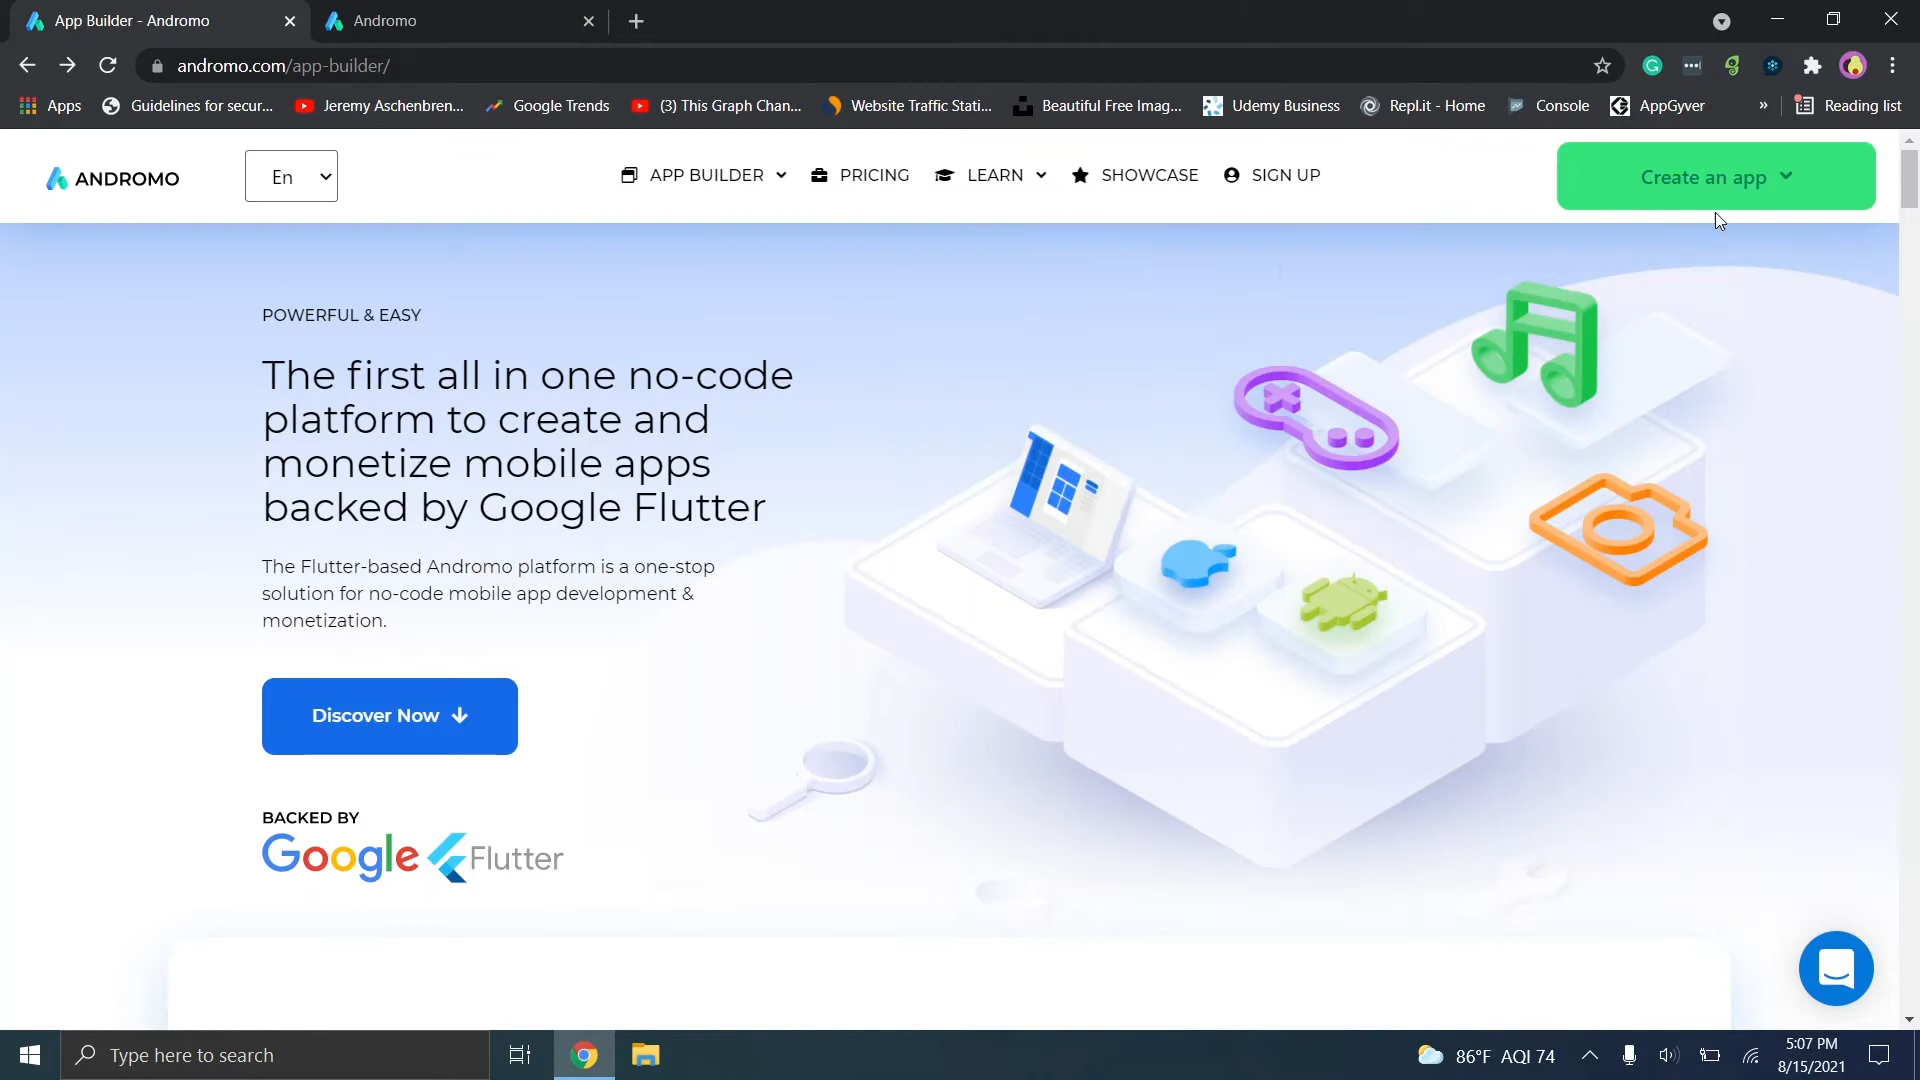 App Builder - Andromo
Andromo
andromo.com/app-builder/
Apps
Guidelines for secur...
Jeremy Aschenbren...
Google Trends
(3) This Graph Chan...
Website Traffic Stati...
Beautiful Free Imag...
Udemy Business
Repl.it - Home
Console
AppGyver
»
Reading list
ANDROMO
En
APP BUILDER
PRICING
LEARN
SHOWCASE
SIGN UP
Create an app
POWERFUL & EASY
The first all in one no-code
platform to create and
monetize mobile apps
backed by Google Flutter
The Flutter-based Andromo platform is a one-stop
solution for no-code mobile app development &
monetization.
Discover Now
BACKED BY
Google Flutter
Type here to search
86°F AQI 74
5:07 PM
8/15/2021